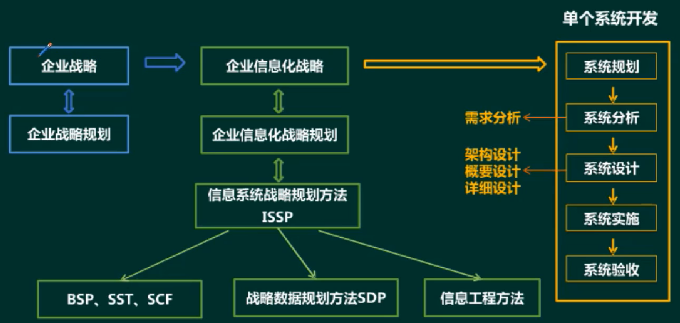 单个系统开发
企业战略
企业信息化战略
系统规划
企业战略规划
企业信息化战略规划
需求分析
系统分析
架构设计
概要设计
详细设计
系统设计
信息系统战略规划方法
ISSP
系统实施
BSP、SST、SCF
战略数据规划方法SDP
信息工程方法
系统验收